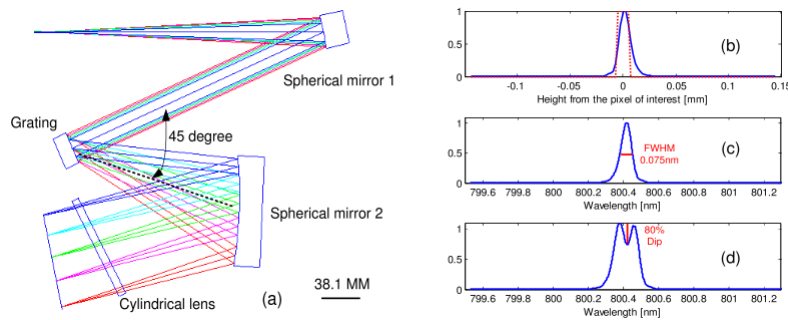 Spherical mirror 1
Grating
45 degree
Spherical mirror 2
Cylindrical lens
(a)
38.1 MM
1
0.5
0
(b)
-0.1
-0.05
0
0.05
0.1
0.15
Height from the pixel of interest [mm]
1
0.5
0
FWHM
0.075nm
(c)
799.6
799.8
800
800.2
800.4
800.6
800.8
801
801.2
Wavelength [nm]
1
0.5
0
80%
Dip
(d)
799.6
799.8
800
800.2
800.4
800.6
800.8
801
801.2
Wavelength [nm]